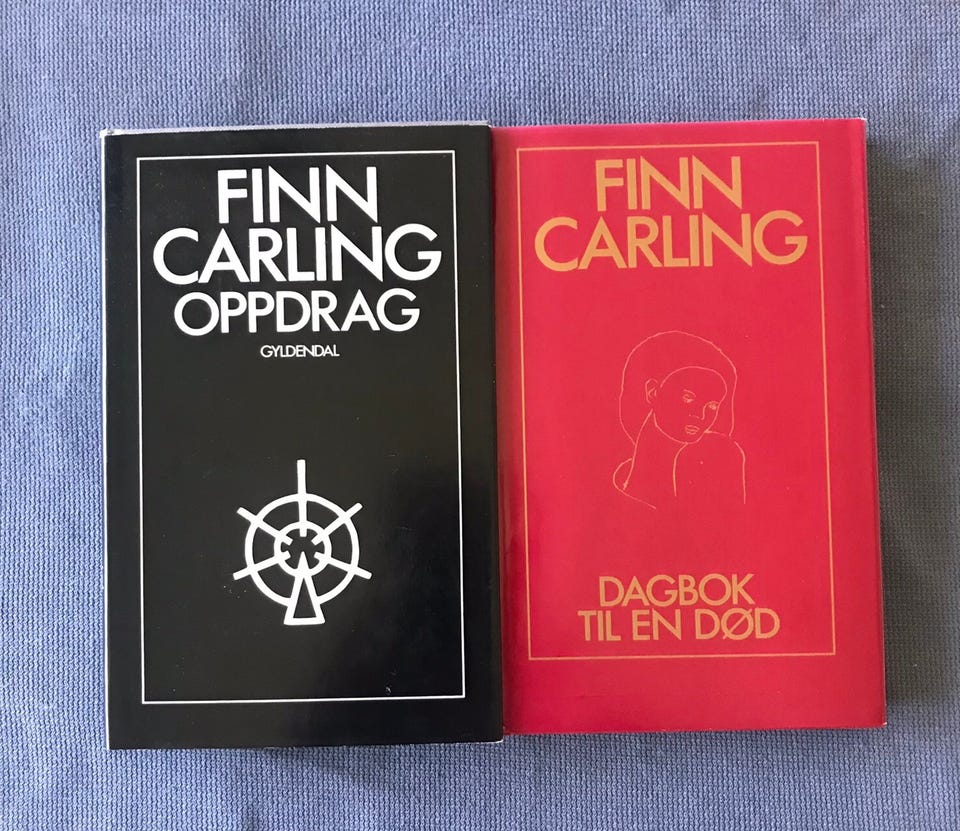 FINN
CARLING
OPPDRAG
GYLDENDAL
FINN
CARLING
DAGBOK
TIL EN DØD